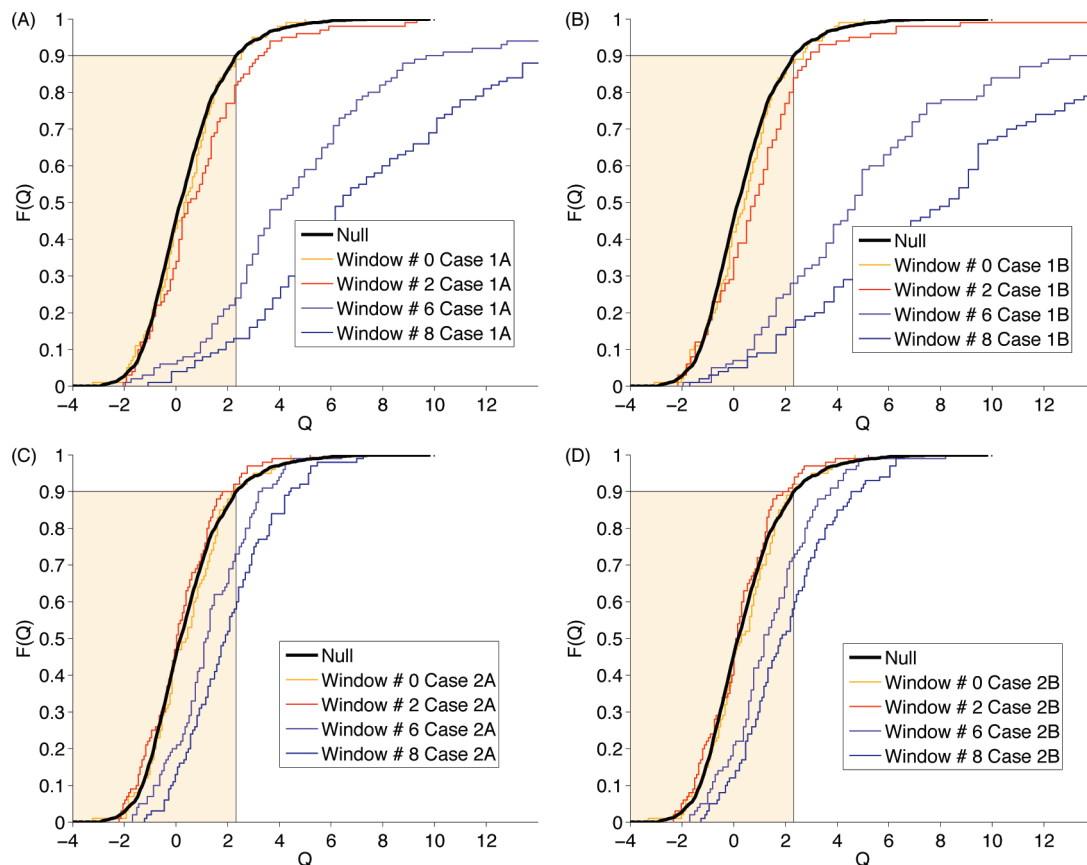 (A)
1
0.9
0.8
0.7
0.6
0.5
0.4
0.3
0.2
0.1
0
F(Q)
Null
Window # 0 Case 1A
Window # 2 Case 1A
Window # 6 Case 1A
Window # 8 Case 1A
−4 −2 0 2 4 6 8 10 12
Q
(B)
1
0.9
0.8
0.7
0.6
0.5
0.4
0.3
0.2
0.1
0
F(Q)
Null
Window # 0 Case 1B
Window # 2 Case 1B
Window # 6 Case 1B
Window # 8 Case 1B
−4 −2 0 2 4 6 8 10 12
Q
(C)
1
0.9
0.8
0.7
0.6
0.5
0.4
0.3
0.2
0.1
0
F(Q)
Null
Window # 0 Case 2A
Window # 2 Case 2A
Window # 6 Case 2A
Window # 8 Case 2A
−4 −2 0 2 4 6 8 10 12
Q
(D)
1
0.9
0.8
0.7
0.6
0.5
0.4
0.3
0.2
0.1
0
F(Q)
Null
Window # 0 Case 2B
Window # 2 Case 2B
Window # 6 Case 2B
Window # 8 Case 2B
−4 −2 0 2 4 6 8 10 12
Q